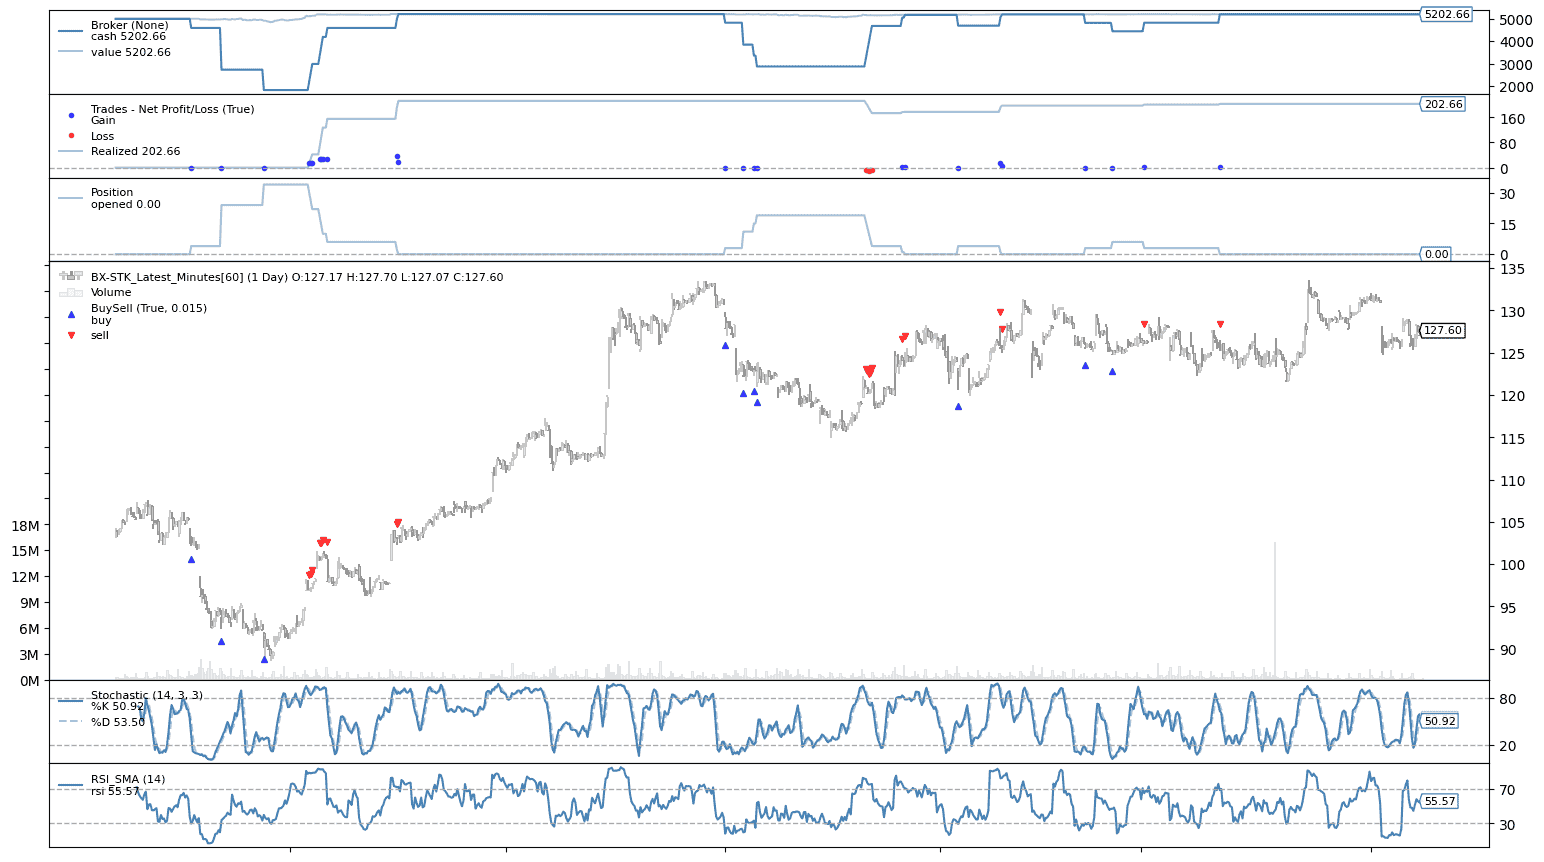 Broker (None)
cash 5202.66
value 5202.66
5202.66
5000
4000
3000
2000
Trades - Net Profit/Loss (True)
Gain
Loss
Realized 202.66
202.66
160
80
0
Position
opened 0.00
30
15
0
0.00
BX-STK_Latest_Minutes[60] (1 Day) O:127.17 H:127.70 L:127.07 C:127.60
Volume
BuySell (True, 0.015)
buy
sell
135
130
127.60
125
120
115
110
105
100
95
90
18M
15M
12M
9M
6M
3M
0M
Stochastic (14, 3, 3)
%K 50.92
%D 53.50
80
50.92
20
RSI_SMA (14)
rsi 55.57
70
55.57
30